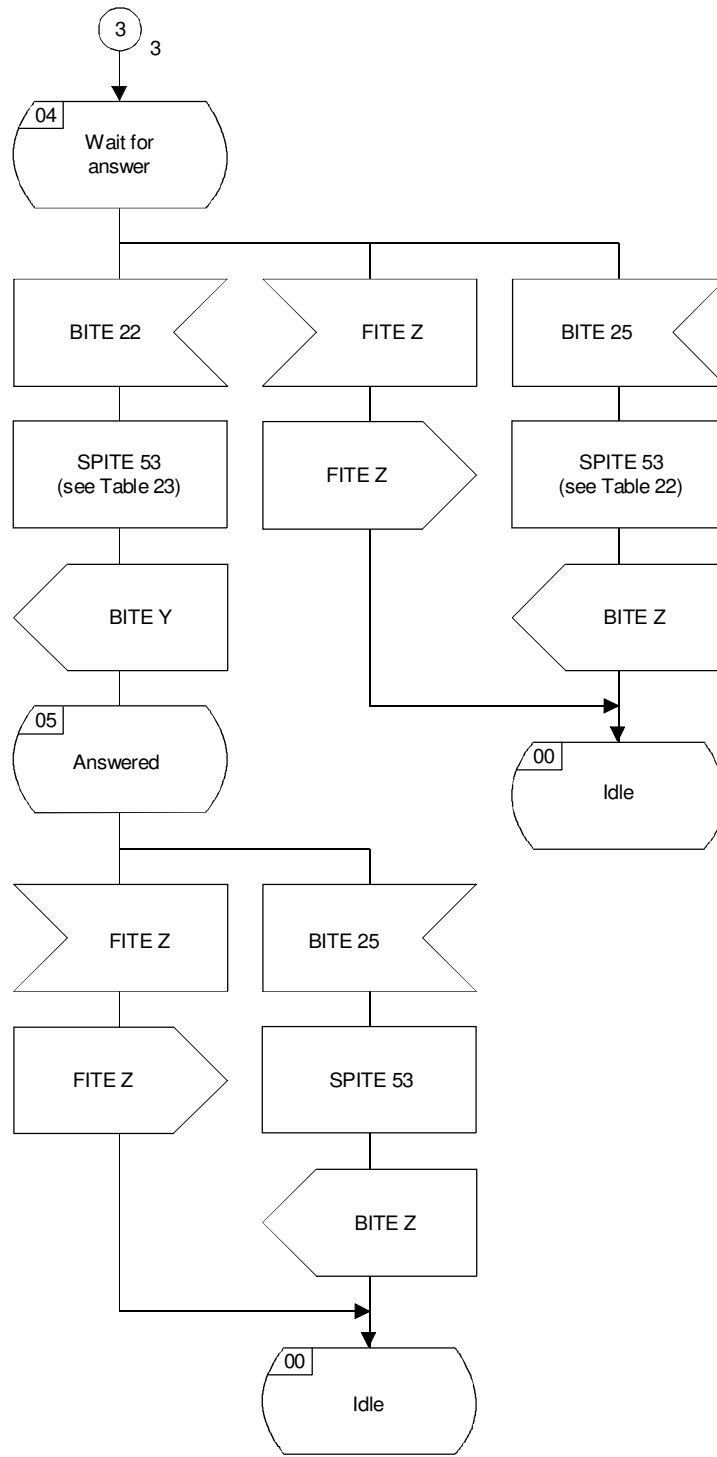 3
3
04
Wait for
answer
BITE 22
FITE Z
BITE 25
SPITE 53
(see Table 23)
FITE Z
SPITE 53
(see Table 22)
BITE Y
BITE Z
05
Answered
00
Idle
FITE Z
BITE 25
FITE Z
SPITE 53
BITE Z
00
Idle